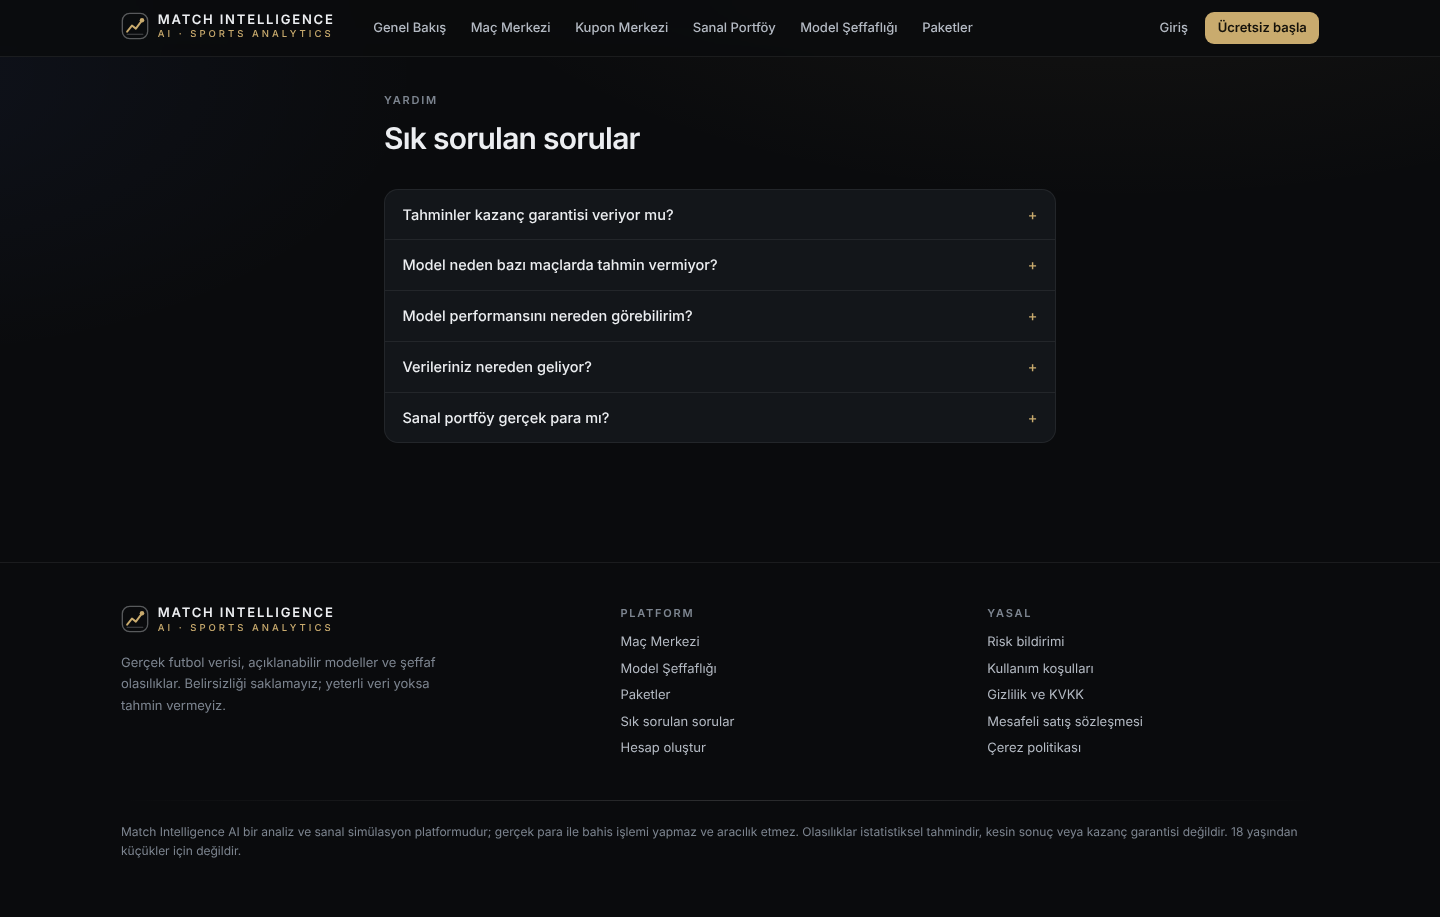 MATCH INTELLIGENCE
AI · SPORTS ANALYTICS
Genel Bakış
Maç Merkezi
Kupon Merkezi
Sanal Portföy
Model Şeffaflığı
Paketler
Giriş
Ücretsiz başla
YARDIM
Sık sorulan sorular
Tahminler kazanç garantisi veriyor mu?
+
Model neden bazı maçlarda tahmin vermiyor?
+
Model performansını nereden görebilirim?
+
Verileriniz nereden geliyor?
+
Sanal portföy gerçek para mı?
+
MATCH INTELLIGENCE
AI · SPORTS ANALYTICS
Gerçek futbol verisi, açıklanabilir modeller ve şeffaf
olasılıklar. Belirsizliği saklamayız; yeterli veri yoksa
tahmin vermeyiz.
PLATFORM
Maç Merkezi
Model Şeffaflığı
Paketler
Sık sorulan sorular
Hesap oluştur
YASAL
Risk bildirimi
Kullanım koşulları
Gizlilik ve KVKK
Mesafeli satış sözleşmesi
Çerez politikası
Match Intelligence AI bir analiz ve sanal simülasyon platformudur; gerçek para ile bahis işlemi yapmaz ve aracılık etmez. Olasılıklar istatistiksel tahmindir, kesin sonuç veya kazanç garantisi değildir. 18 yaşından
küçükler için değildir.